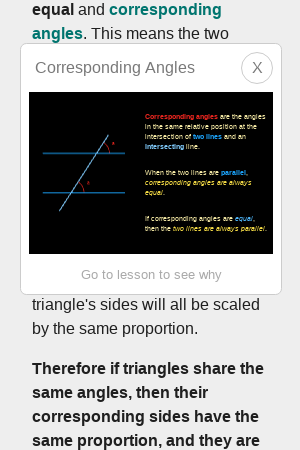 equal and corresponding
angles. This means the two
Corresponding Angles
X
Corresponding angles are the angles
in the same relative position at the
intersection of two lines and an
intersecting line.
When the two lines are parallel,
corresponding angles are always
equal.
If corresponding angles are equal,
then the two lines are always parallel.
Go to lesson to see why
triangle's sides will all be scaled
by the same proportion.
Therefore if triangles share the
same angles, then their
corresponding sides have the
same proportion, and they are